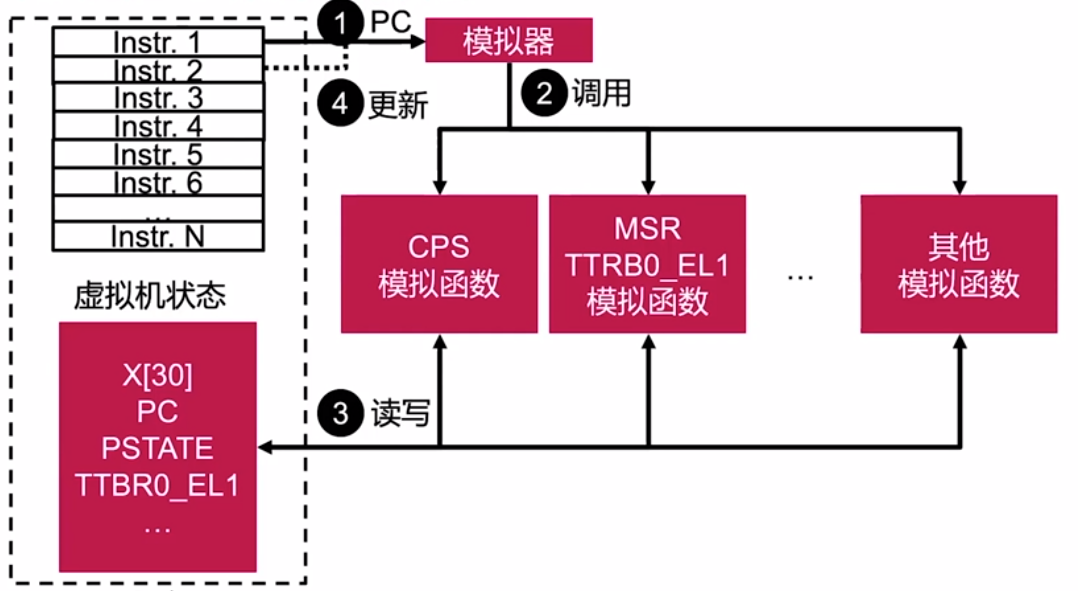 1 PC
模拟器
Instr. 1
Instr. 2
Instr. 3
Instr. 4
Instr. 5
Instr. 6
...
Instr. N
4 更新
2 调用
CPS
模拟函数
MSR
TTRB0_EL1
模拟函数
...
其他
模拟函数
虚拟机状态
X[30]
PC
PSTATE
TTBR0_EL1
...
3 读写